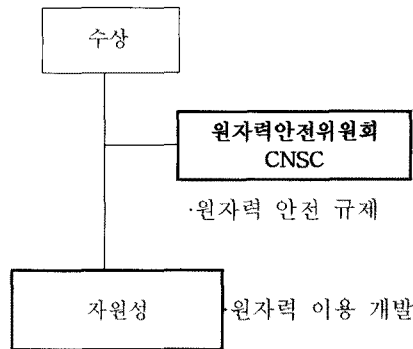 수상
원자력안전위원회
CNSC
·원자력 안전 규제
자원성
·원자력 이용 개발